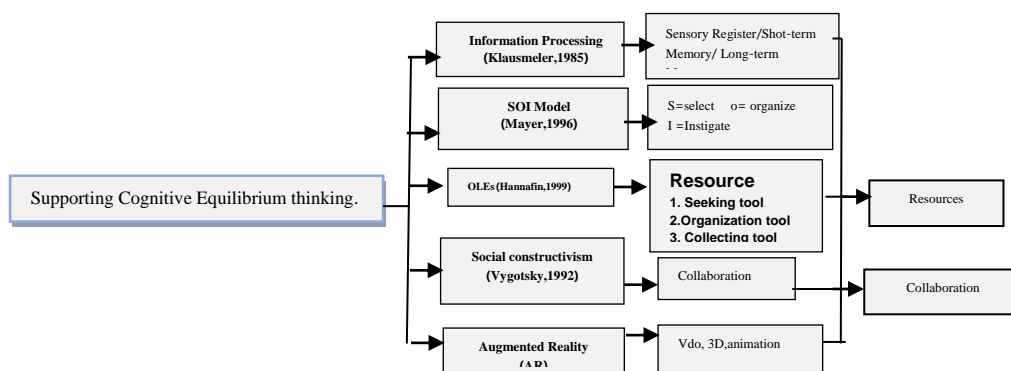 Supporting Cognitive Equilibrium thinking.
Information Processing
(Klausmeler,1985)
Sensory Register/Shot-term
Memory/ Long-term
SOI Model
(Mayer,1996)
S=select o= organize
I =Instigate
OLEs (Hannafin,1999)
Resource
1. Seeking tool
2.Organization tool
3. Collecting tool
Resources
Social constructivism
(Vygotsky,1992)
Collaboration
Collaboration
Augmented Reality
(AR)
Vdo, 3D,animation